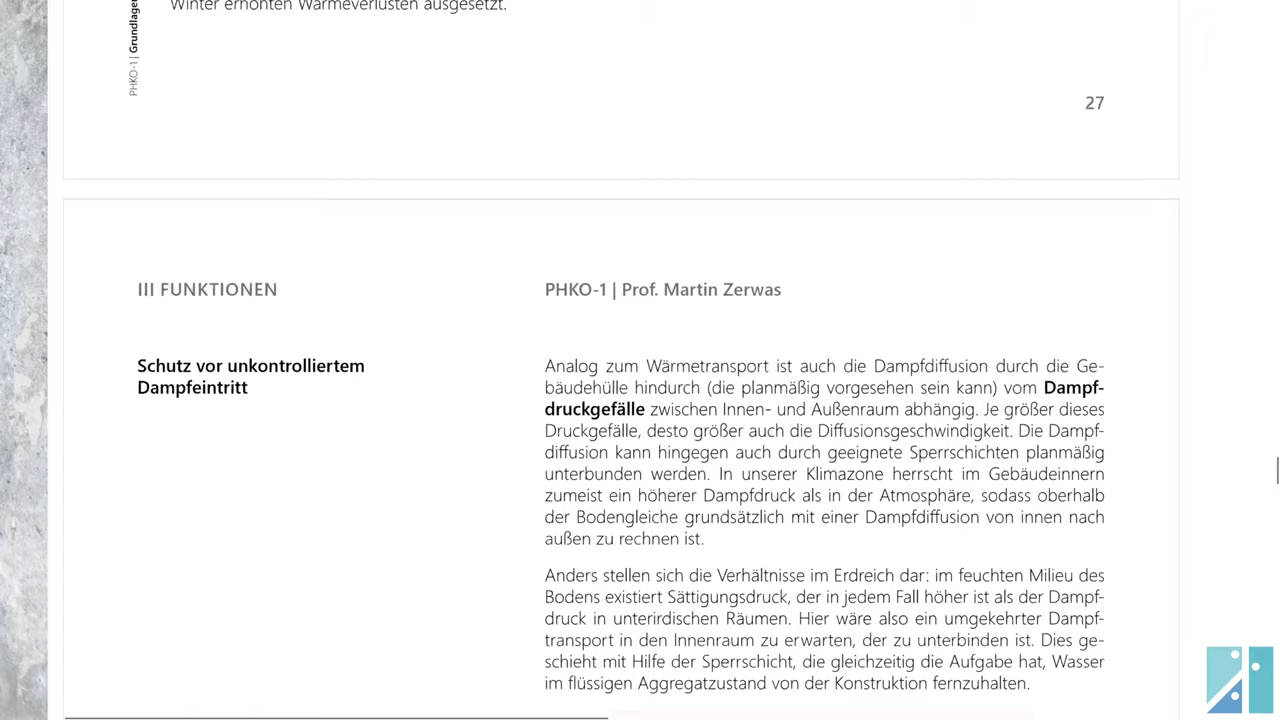 Winter erhöhten Wärmeverlusten ausgesetzt.
PHKO-1 | Grundlagen
27
III FUNKTIONEN
PHKO-1 | Prof. Martin Zerwas
Schutz vor unkontrolliertem
Dampfeintritt
Analog zum Wärmetransport ist auch die Dampfdiffusion durch die Ge-
bäudehülle hindurch (die planmäßig vorgesehen sein kann) vom Dampf-
druckgefälle zwischen Innen- und Außenraum abhängig. Je größer dieses
Druckgefälle, desto größer auch die Diffusionsgeschwindigkeit. Die Dampf-
diffusion kann hingegen auch durch geeignete Sperrschichten planmäßig
unterbunden werden. In unserer Klimazone herrscht im Gebäudeinnern
zumeist ein höherer Dampfdruck als in der Atmosphäre, sodass oberhalb
der Bodengleiche grundsätzlich mit einer Dampfdiffusion von innen nach
außen zu rechnen ist.
Anders stellen sich die Verhältnisse im Erdreich dar: im feuchten Milieu des
Bodens existiert Sättigungsdruck, der in jedem Fall höher ist als der Dampf-
druck in unterirdischen Räumen. Hier wäre also ein umgekehrter Dampf-
transport in den Innenraum zu erwarten, der zu unterbinden ist. Dies ge-
schieht mit Hilfe der Sperrschicht, die gleichzeitig die Aufgabe hat, Wasser
im flüssigen Aggregatzustand von der Konstruktion fernzuhalten.